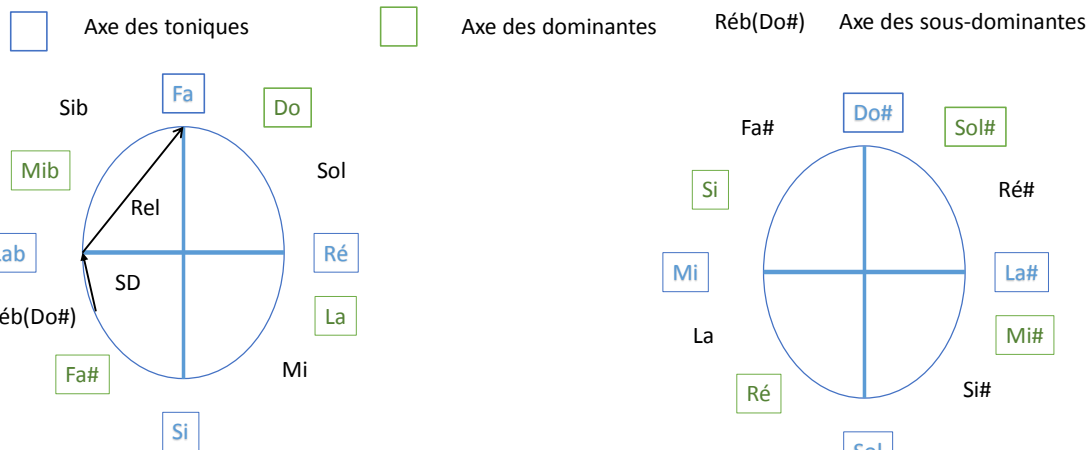 Axe des toniques
Axe des dominantes
Réb(Do#)
Axe des sous-dominantes
Fa
Sib
Do
Mib
Sol
Rel
Ré
SD
La
Fa#
Mi
Si
Do#
Fa#
Sol#
Si
Ré#
Mi
La#
La
Mi#
Ré
Si#